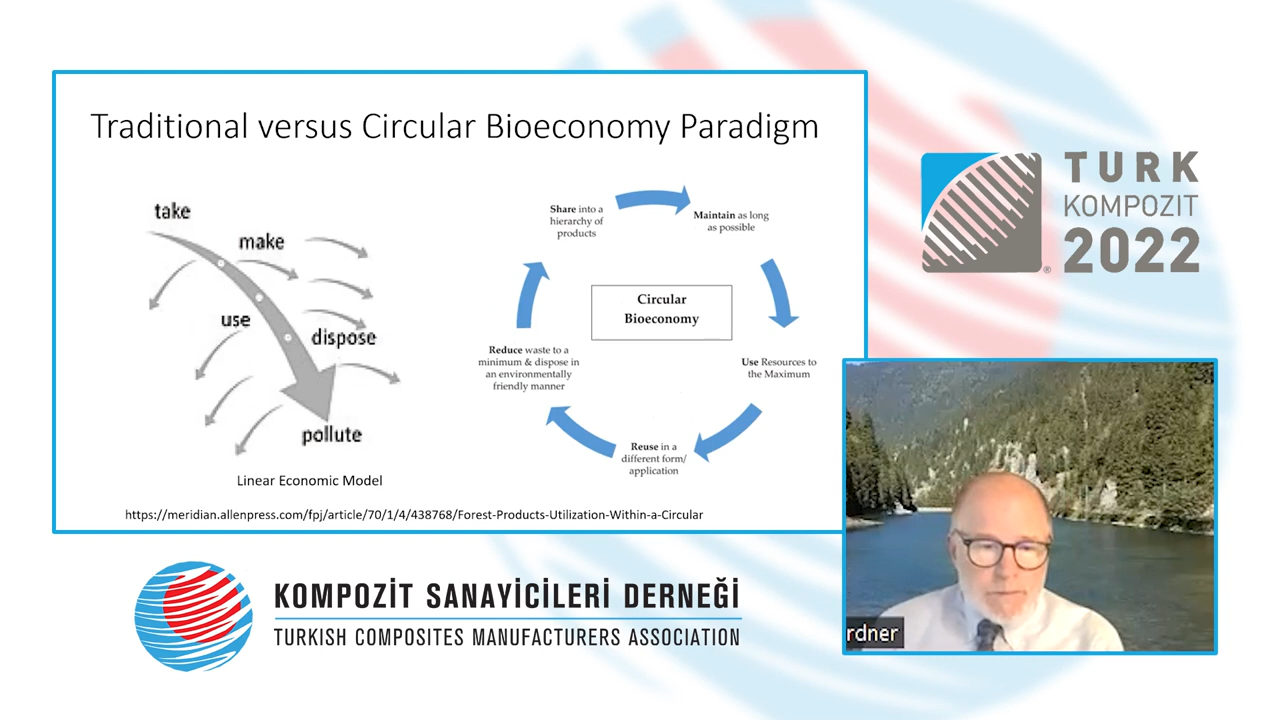 Traditional versus Circular Bioeconomy Paradigm
take
make
use
dispose
pollute
Linear Economic Model
Share into a
hierarchy of
products
Maintain as long
as possible
Circular
Bioeconomy
Reduce waste to a
minimum & dispose in
an environmentally
friendly manner
Use Resources to
the Maximum
Reuse in a
different form/
application
https://meridian.allenpress.com/fpj/article/70/1/4/438768/Forest-Products-Utilization-Within-a-Circular
TURK
KOMPOZIT
2022
®
rdner
KOMPOZİT SANAYİCİLERİ DERNEĞİ
TURKISH COMPOSITES MANUFACTURERS ASSOCIATION